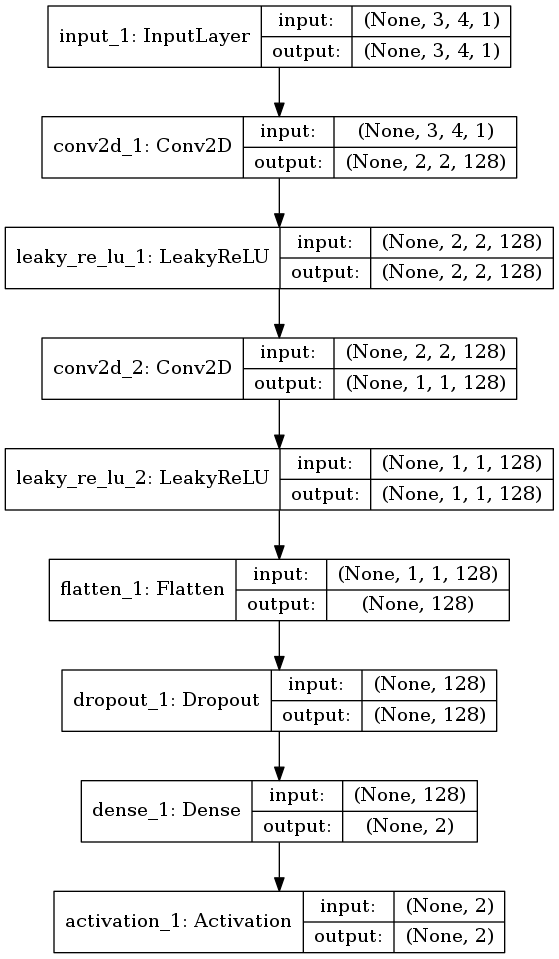 input_1: InputLayer
input: (None, 3, 4, 1)
output: (None, 3, 4, 1)
conv2d_1: Conv2D
input: (None, 3, 4, 1)
output: (None, 2, 2, 128)
leaky_re_lu_1: LeakyReLU
input: (None, 2, 2, 128)
output: (None, 2, 2, 128)
conv2d_2: Conv2D
input: (None, 2, 2, 128)
output: (None, 1, 1, 128)
leaky_re_lu_2: LeakyReLU
input: (None, 1, 1, 128)
output: (None, 1, 1, 128)
flatten_1: Flatten
input: (None, 1, 1, 128)
output: (None, 128)
dropout_1: Dropout
input: (None, 128)
output: (None, 128)
dense_1: Dense
input: (None, 128)
output: (None, 2)
activation_1: Activation
input: (None, 2)
output: (None, 2)